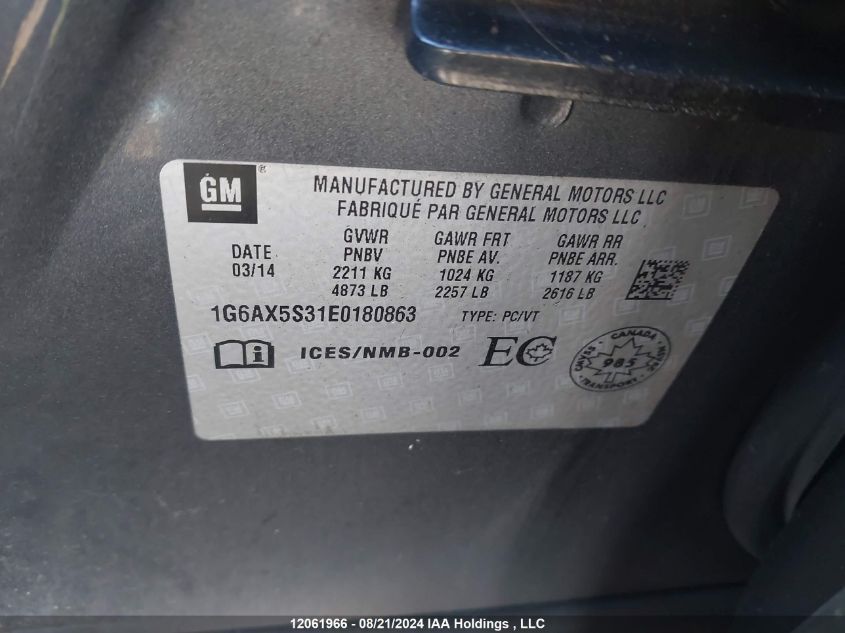 GM®
MANUFACTURED BY GENERAL MOTORS LLC
FABRIQUÉ PAR GENERAL MOTORS LLC
DATE
03/14
GVWR
PNBV
2211 KG
4873 LB
GAWR FRT
PNBE AV.
1024 KG
2257 LB
GAWR RR
PNBE ARR.
1187 KG
2616 LB
1G6AX5S31E0180863 TYPE: PC/VT
i ICES/NMB-002 EC
CANADA
985
TRANSPORT
12061966 - 08/21/2024 IAA Holdings , LLC